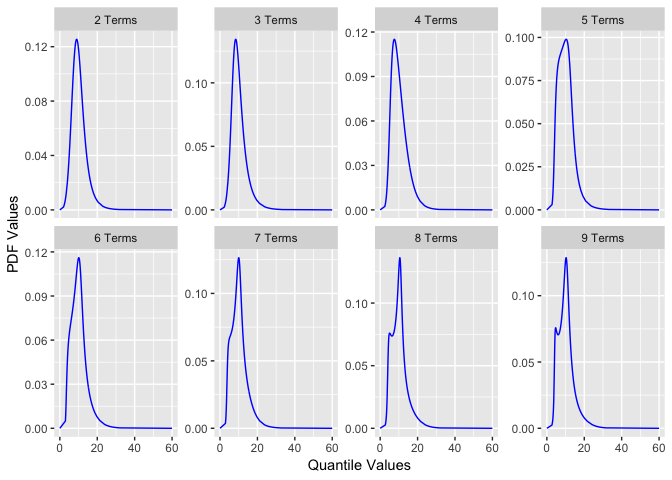 2 Terms 3 Terms 4 Terms 5 Terms
0.12 0.08 0.04 0.00
0.10 0.05 0.00
0.12 0.09 0.06 0.03 0.00
0.100 0.075 0.050 0.025 0.000
PDF Values
6 Terms 7 Terms 8 Terms 9 Terms
0.12 0.09 0.06 0.03 0.00
0.10 0.05 0.00
0.10 0.05 0.00
0.10 0.05 0.00
0 20 40 60 0 20 40 60 0 20 40 60 0 20 40 60
Quantile Values